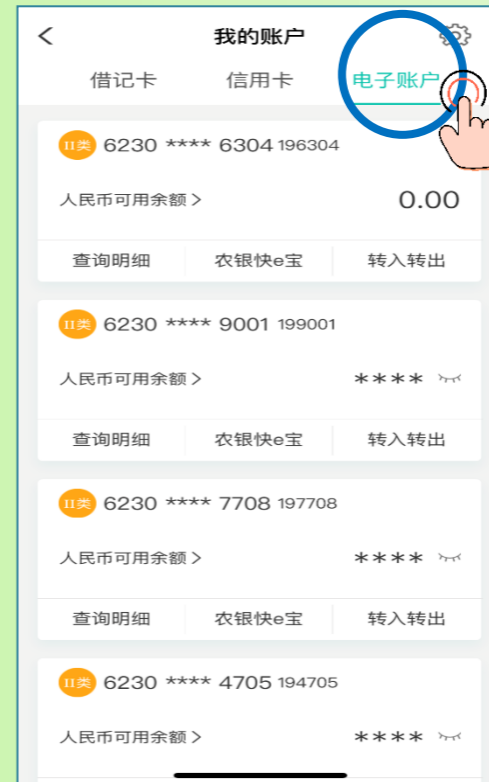 我的账户
借记卡 信用卡 电子账户
II类 6230 **** 6304 196304
人民币可用余额 > 0.00
查询明细 农银快e宝 转入转出
II类 6230 **** 9001 199001
人民币可用余额 > ****
查询明细 农银快e宝 转入转出
II类 6230 **** 7708 197708
人民币可用余额 > ****
查询明细 农银快e宝 转入转出
II类 6230 **** 4705 194705
人民币可用余额 > ****